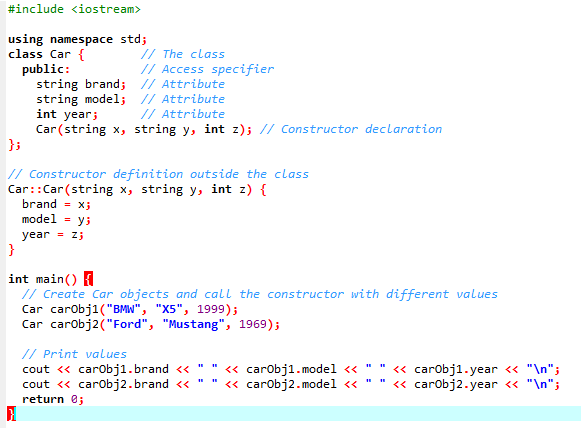 #include <iostream>
using namespace std;
class Car {        // The class
  public:          // Access specifier
    string brand;  // Attribute
    string model;  // Attribute
    int year;      // Attribute
    Car(string x, string y, int z); // Constructor declaration
};
// Constructor definition outside the class
Car::Car(string x, string y, int z) {
  brand = x;
  model = y;
  year = z;
}
int main() {
  // Create Car objects and call the constructor with different values
  Car carObj1("BMW", "X5", 1999);
  Car carObj2("Ford", "Mustang", 1969);
  // Print values
  cout << carObj1.brand << " " << carObj1.model << " " << carObj1.year << "\n";
  cout << carObj2.brand << " " << carObj2.model << " " << carObj2.year << "\n";
  return 0;
}